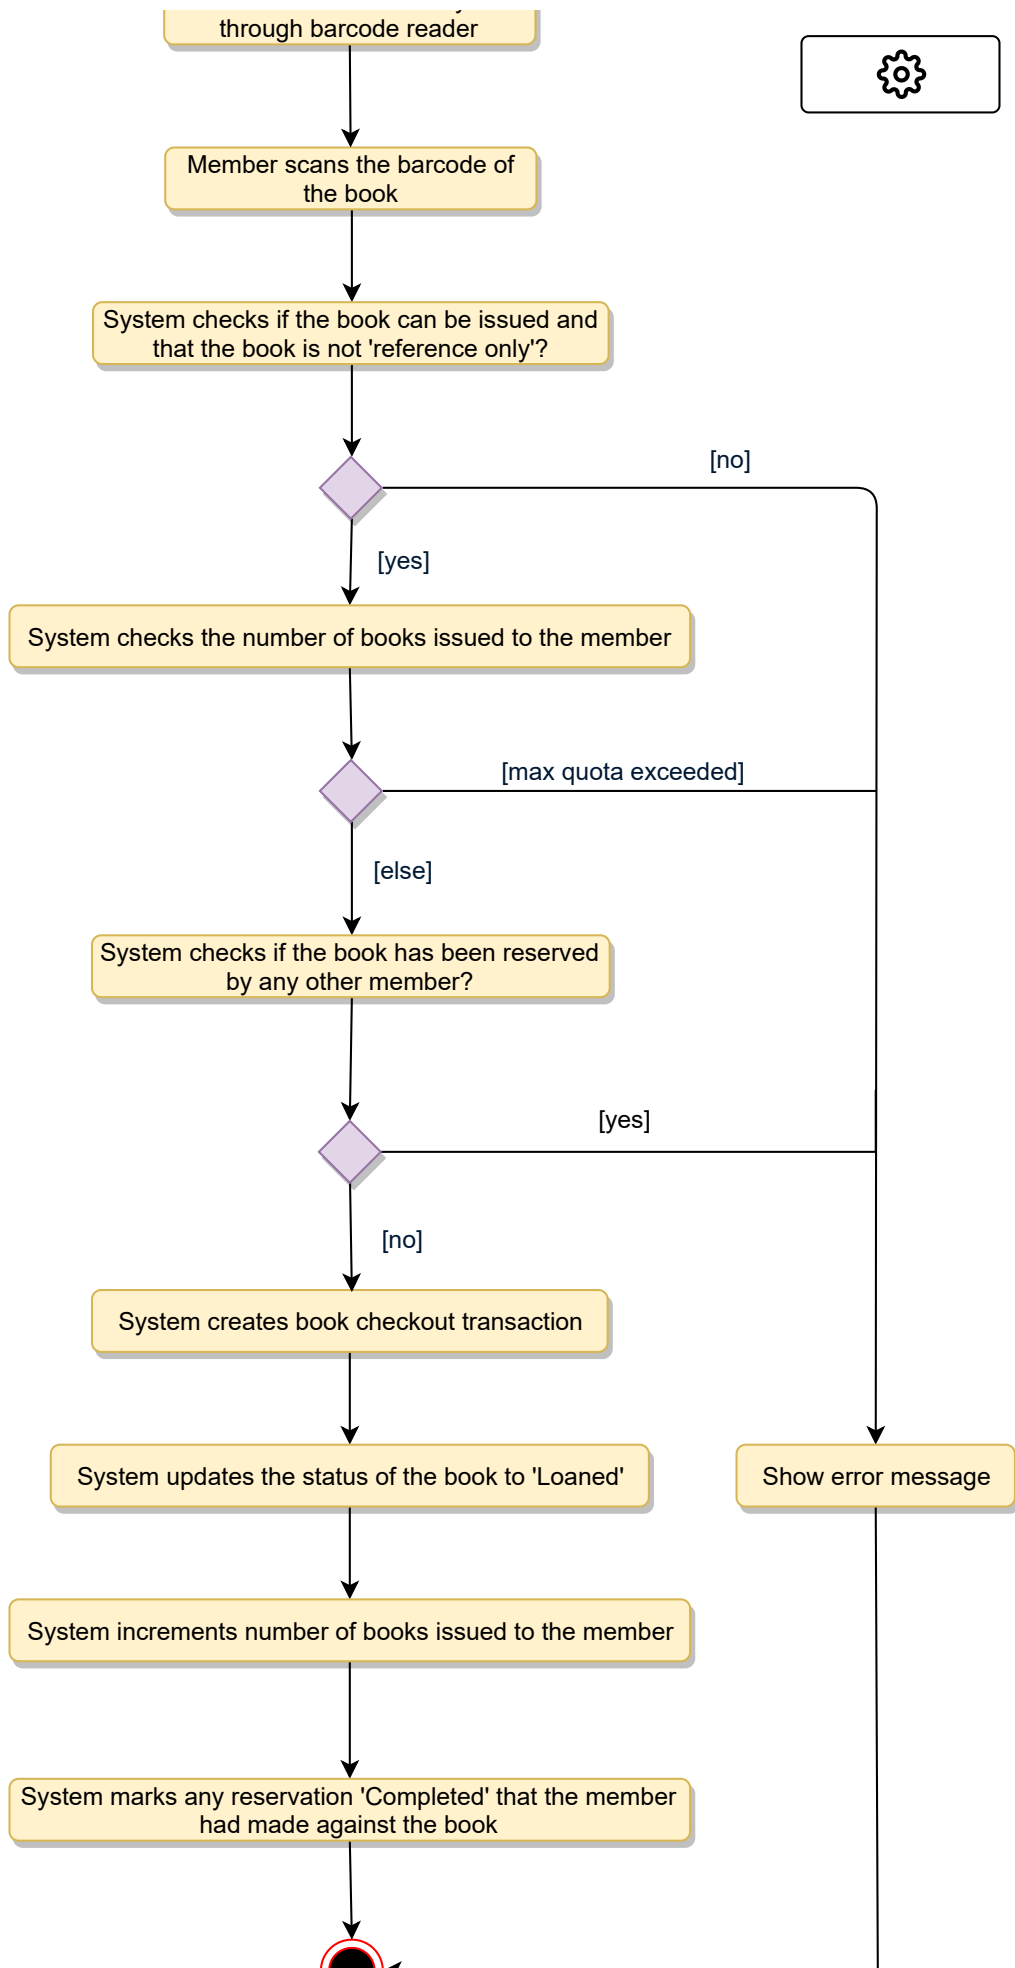 through barcode reader
Member scans the barcode of
the book
System checks if the book can be issued and
that the book is not 'reference only'?
[no]
[yes]
System checks the number of books issued to the member
[max quota exceeded]
[else]
System checks if the book has been reserved
by any other member?
[yes]
[no]
System creates book checkout transaction
System updates the status of the book to 'Loaned'
Show error message
System increments number of books issued to the member
System marks any reservation 'Completed' that the member
had made against the book